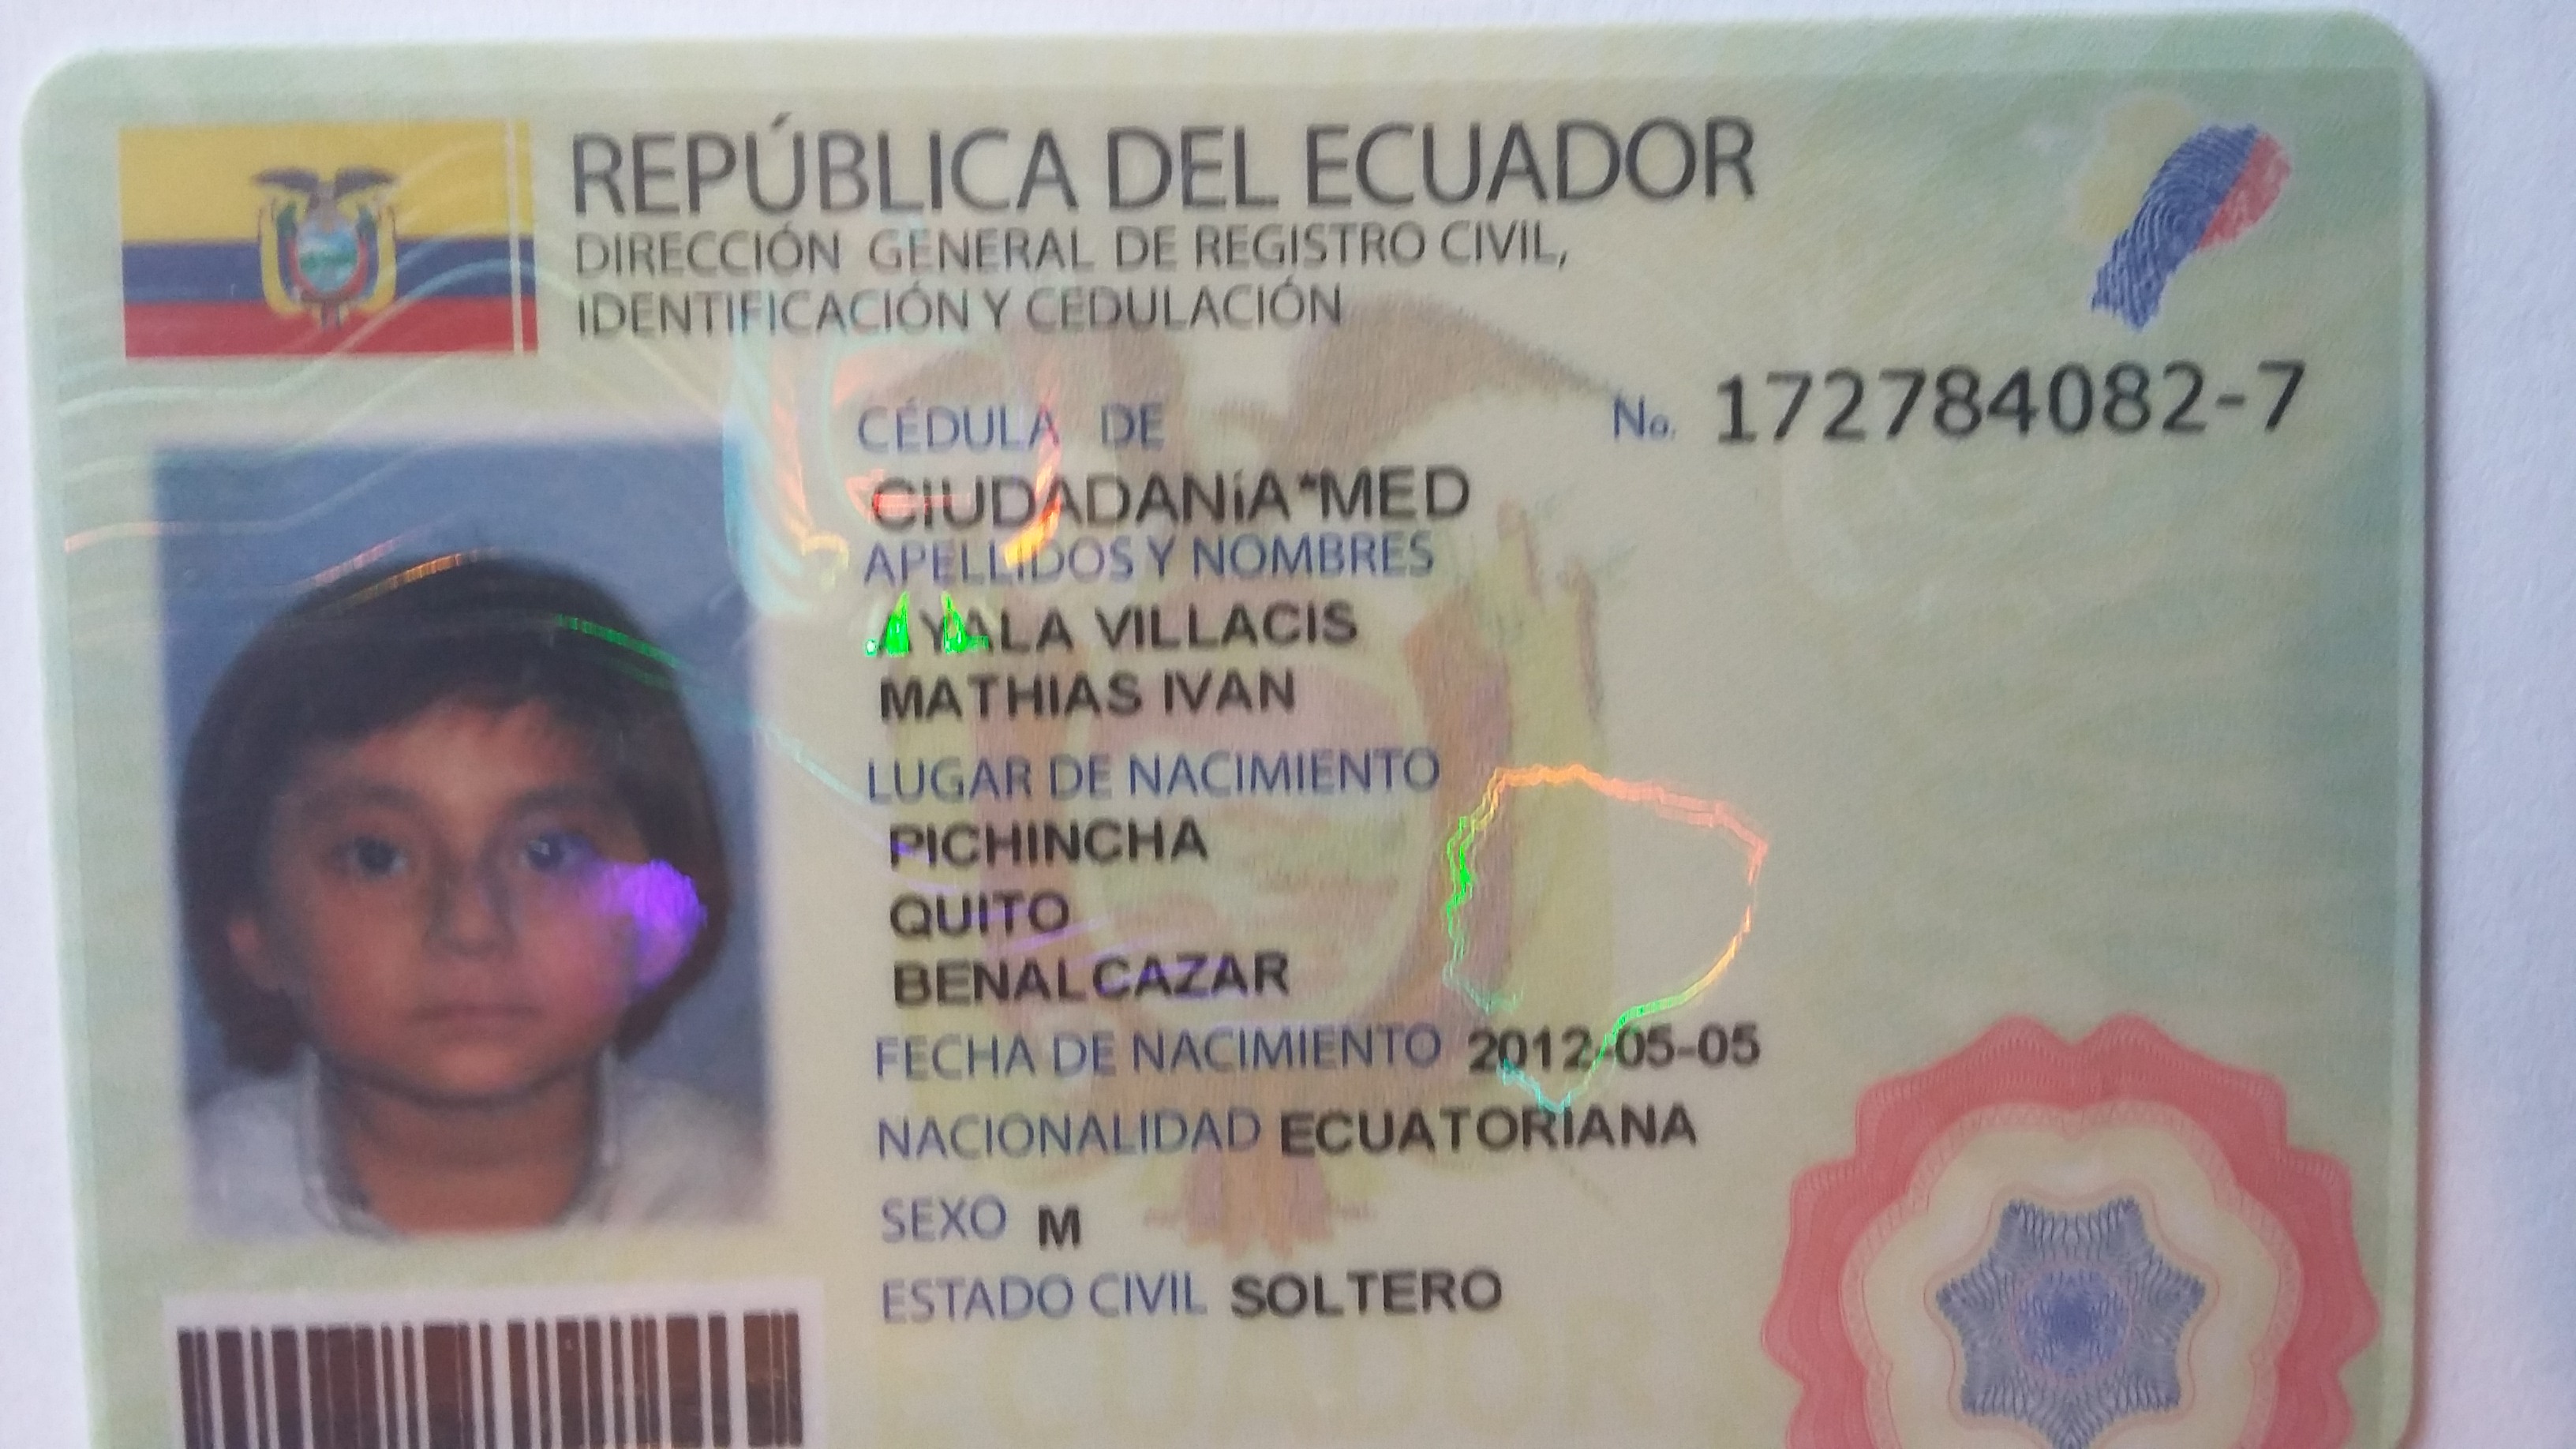 REPÚBLICA DEL ECUADOR
DIRECCIÓN GENERAL DE REGISTRO CIVIL,
IDENTIFICACIÓN Y CEDULACIÓN
CÉDULA DE No. 172784082-7
CIUDADANÍA*MED
APELLIDOS Y NOMBRES
AYALA VILLACIS
MATHIAS IVAN
LUGAR DE NACIMIENTO
PICHINCHA
QUITO
BENALCAZAR
FECHA DE NACIMIENTO 2012-05-05
NACIONALIDAD ECUATORIANA
SEXO M
ESTADO CIVIL SOLTERO